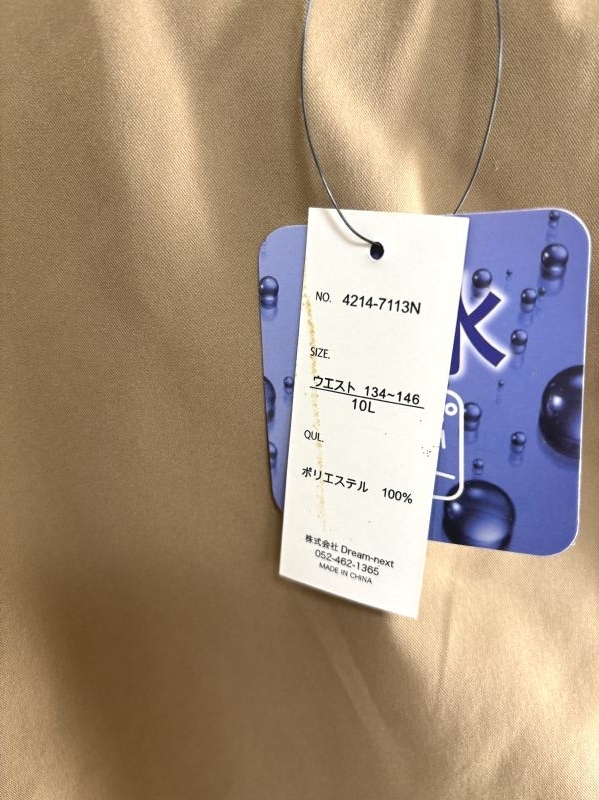 NO. 4214-7113N
SIZE.
ウエスト 134~146
10L
QUL.
ポリエステル 100%
株式会社 Dream-next
052-462-1365
MADE IN CHINA
水